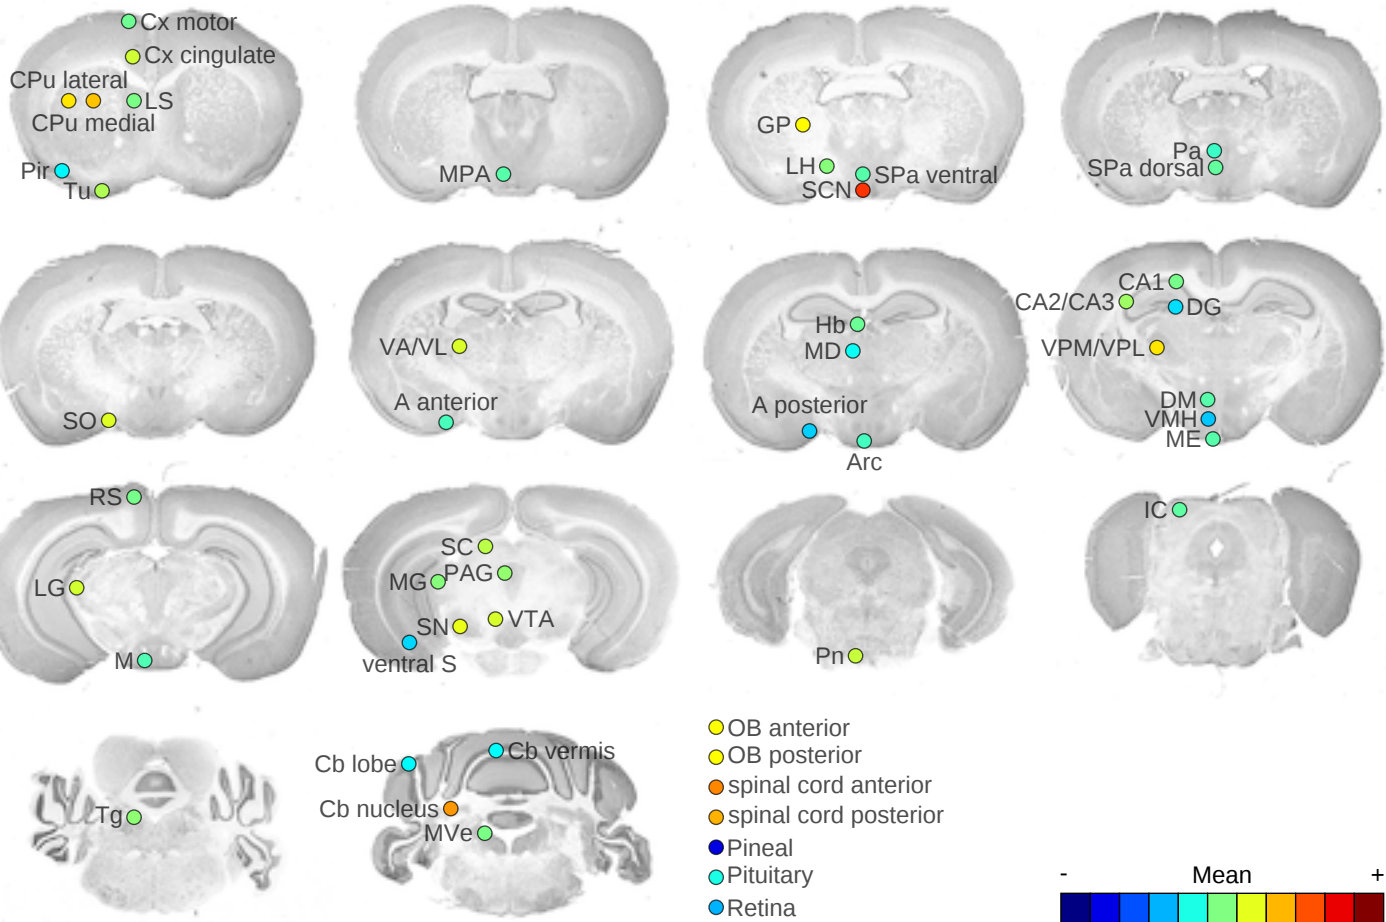 Cx motor
Cx cingulate
CPu lateral
LS
CPu medial
Pir
Tu
MPA
GP
LH
SPa ventral
SCN
Pa
SPa dorsal
SO
VA/VL
A anterior
Hb
MD
A posterior
Arc
CA1
CA2/CA3
DG
VPM/VPL
DM
VMH
ME
RS
LG
M
SC
MG
PAG
SN
VTA
ventral S
Pn
IC
Tg
Cb lobe
Cb vermis
Cb nucleus
MVe
OB anterior
OB posterior
spinal cord anterior
spinal cord posterior
Pineal
Pituitary
Retina
- Mean +